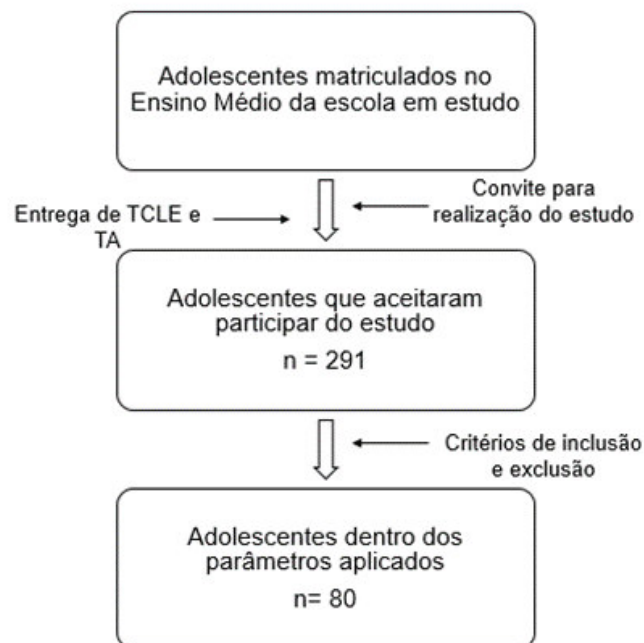 Adolescentes matriculados no
Ensino Médio da escola em estudo
Convite para
realização do estudo
Entrega de TCLE e
TA
Adolescentes que aceitaram
participar do estudo
n = 291
Critérios de inclusão
e exclusão
Adolescentes dentro dos
parâmetros aplicados
n= 80